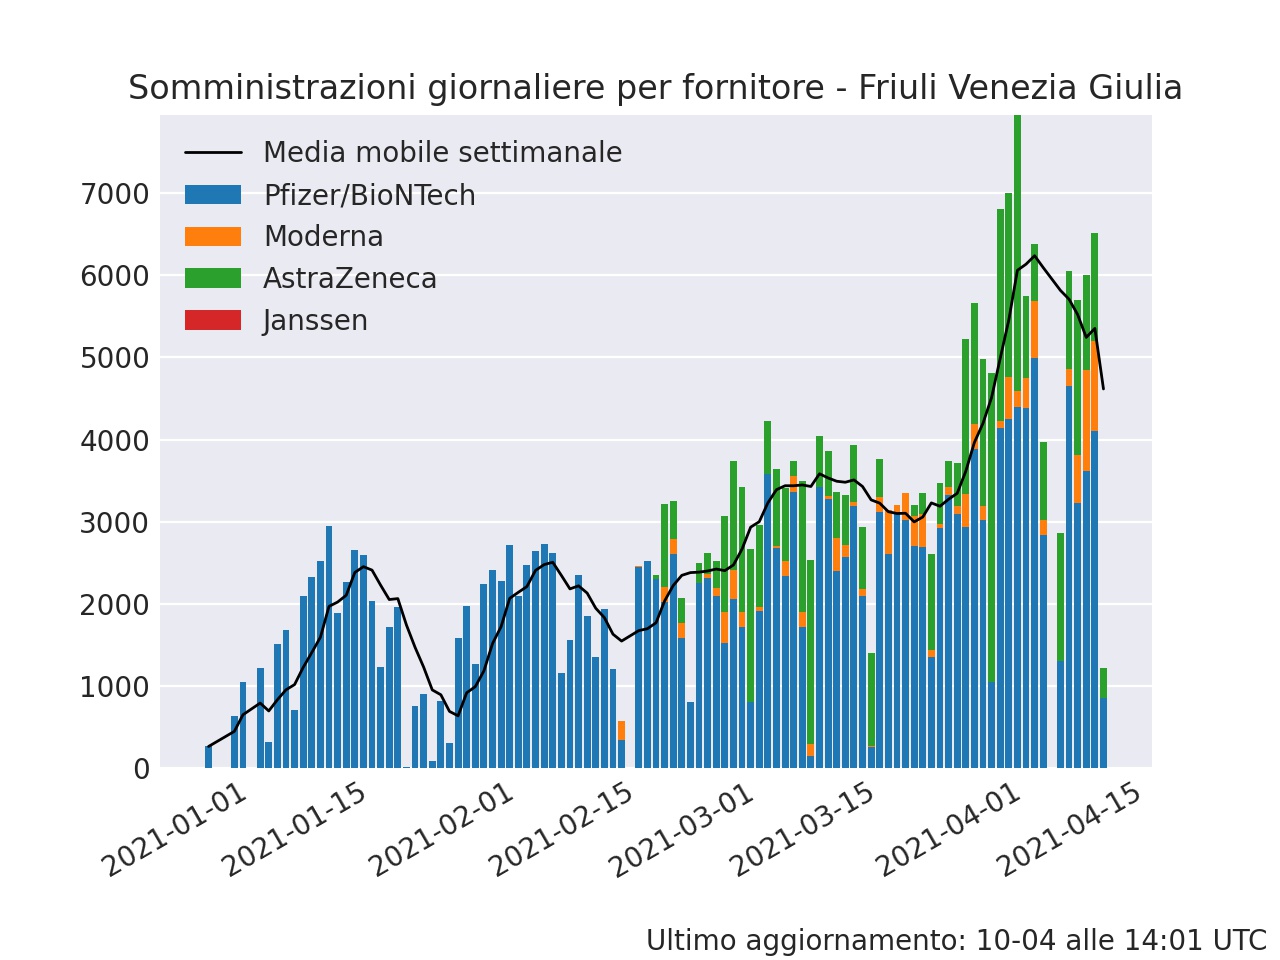 Somministrazioni giornaliere per fornitore - Friuli Venezia Giulia
Media mobile settimanale
Pfizer/BioNTech
Moderna
AstraZeneca
Janssen
7000
6000
5000
4000
3000
2000
1000
0
2021-01-01
2021-01-15
2021-02-01
2021-02-15
2021-03-01
2021-03-15
2021-04-01
2021-04-15
Ultimo aggiornamento: 10-04 alle 14:01 UTC